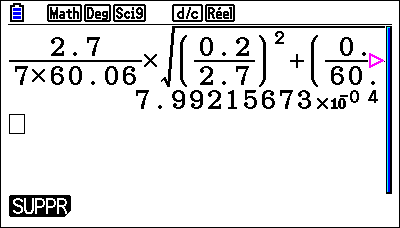 Math Deg Sci9 d/c Réel
2.7/7×60.06×√(0.2/2.7)²+(0./60.
7.99215673×10⁻04
SUPPR